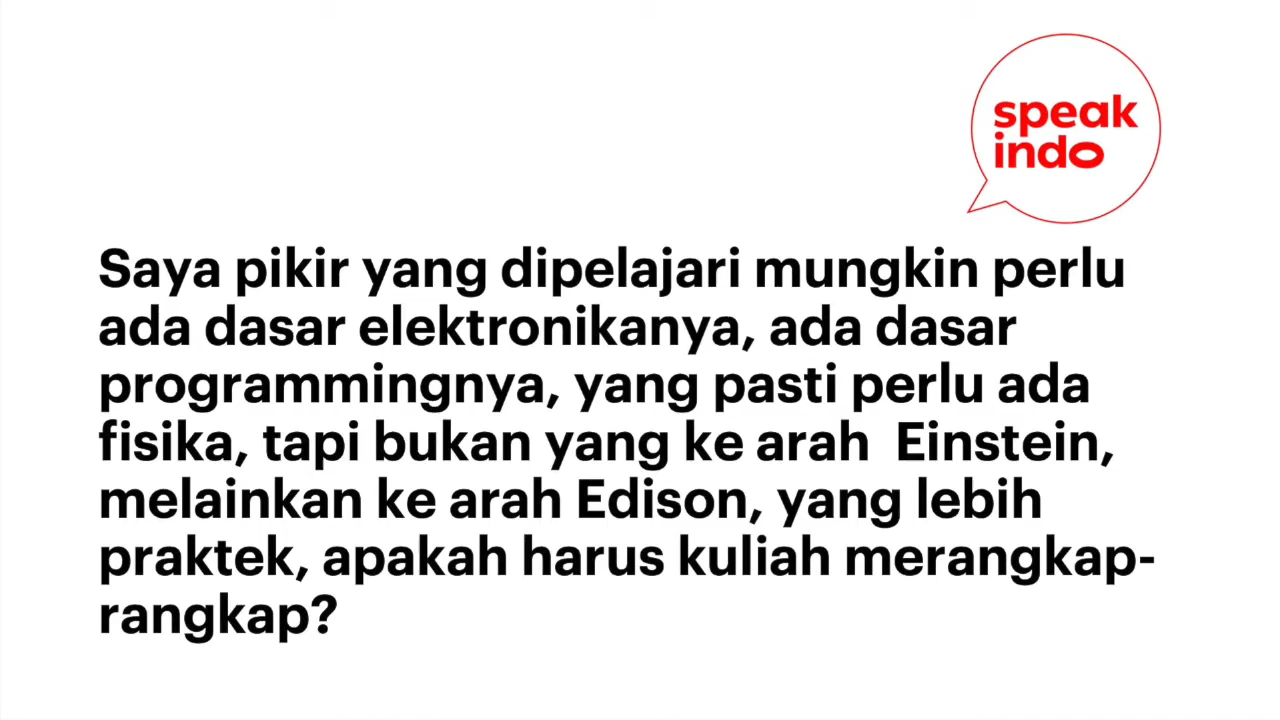 speak
indo
Saya pikir yang dipelajari mungkin perlu
ada dasar elektronikanya, ada dasar
programmingnya, yang pasti perlu ada
fisika, tapi bukan yang ke arah  Einstein,
melainkan ke arah Edison, yang lebih
praktek, apakah harus kuliah merangkap-
rangkap?